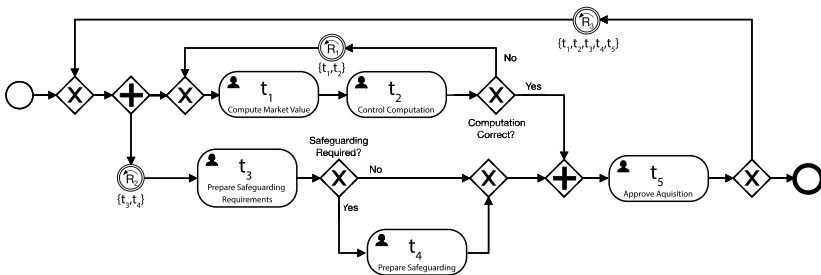 R3
{t1,t2,t3,t4,t5}
R1
{t1,t2}
No
X
X
t1
Compute Market Value
t2
Control Computation
X
Yes
Computation
Correct?
Safeguarding
Required?
R2
{t3,t4}
t3
Prepare Safeguarding
Requirements
X
No
X
t5
Approve Aquisition
X
Yes
t4
Prepare Safeguarding